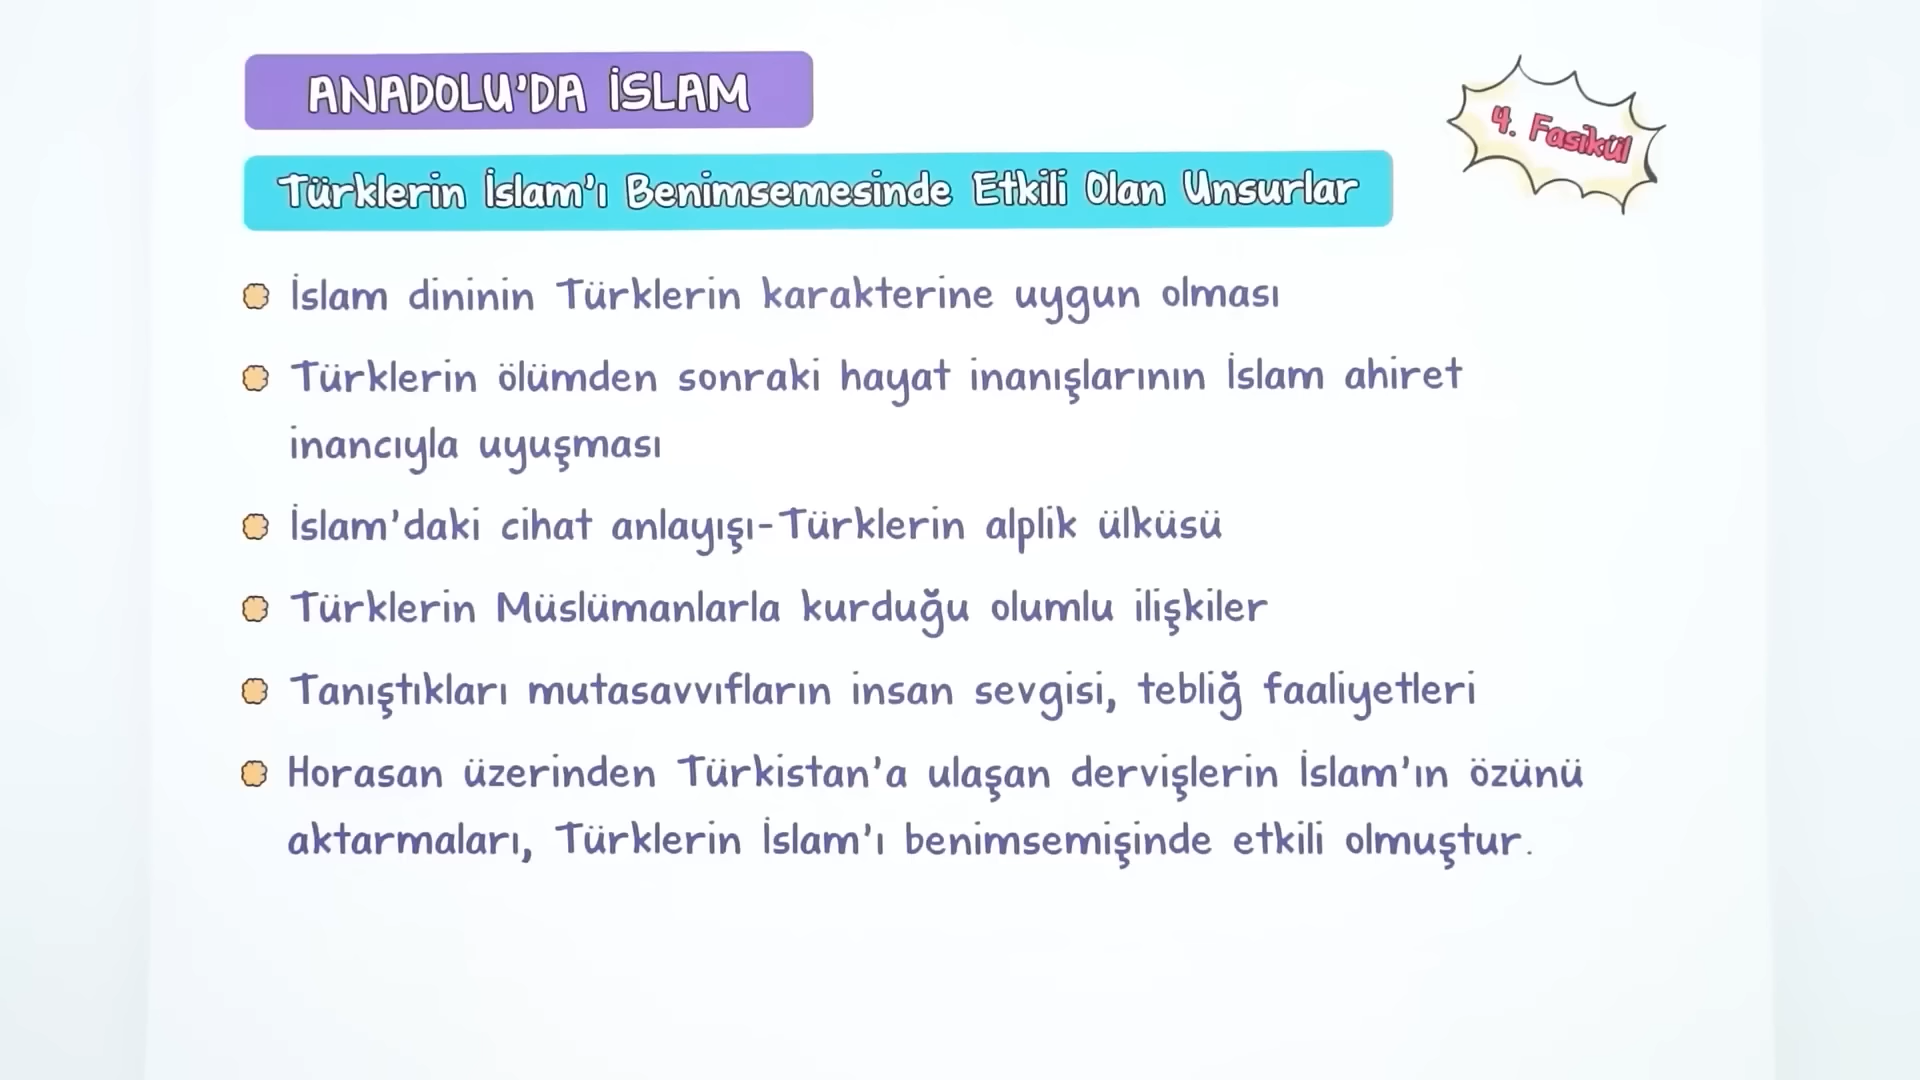 ANADOLU'DA İSLAM
4. Fasikül
Türklerin İslam'ı Benimsemesinde Etkili Olan Unsurlar
İslam dininin Türklerin karakterine uygun olması
Türklerin ölümden sonraki hayat inanışlarının İslam ahiret
inancıyla uyuşması
İslam'daki cihat anlayışı-Türklerin alplik ülküsü
Türklerin Müslümanlarla kurduğu olumlu ilişkiler
Tanıştıkları mutasavvıfların insan sevgisi, tebliğ faaliyetleri
Horasan üzerinden Türkistan'a ulaşan dervişlerin İslam'ın özünü
aktarmaları, Türklerin İslam'ı benimsemişinde etkili olmuştur.